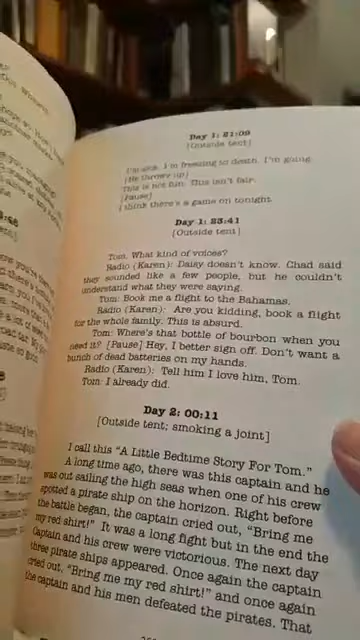 Day 1: 21:09
[Outside tent]
I'm sick. I'm freezing to death. I'm going
[He throws up]
This is not fun. This isn't fair.
[Pause]
I think there's a game on tonight.
Day 1: 23:41
[Outside tent]
Tom: What kind of voices?
Radio (Karen): Daisy doesn't know. Chad said
they sounded like a few people, but he couldn't
understand what they were saying.
Tom: Book me a flight to the Bahamas.
Radio (Karen): Are you kidding, book a flight
for the whole family. This is absurd.
Tom: Where's that bottle of bourbon when you
need it? [Pause] Hey, I better sign off. Don't want a
bunch of dead batteries on my hands.
Radio (Karen): Tell him I love him, Tom.
Tom: I already did.
Day 2: 00:11
[Outside tent; smoking a joint]
I call this "A Little Bedtime Story For Tom."
A long time ago, there was this captain and he
was out sailing the high seas when one of his crew
spotted a pirate ship on the horizon. Right before
the battle began, the captain cried out, "Bring me
my red shirt!" It was a long fight but in the end the
Captain and his crew were victorious. The next day
three pirate ships appeared. Once again the captain
cried out, "Bring me my red shirt!" and once again
the captain and his men defeated the pirates. That